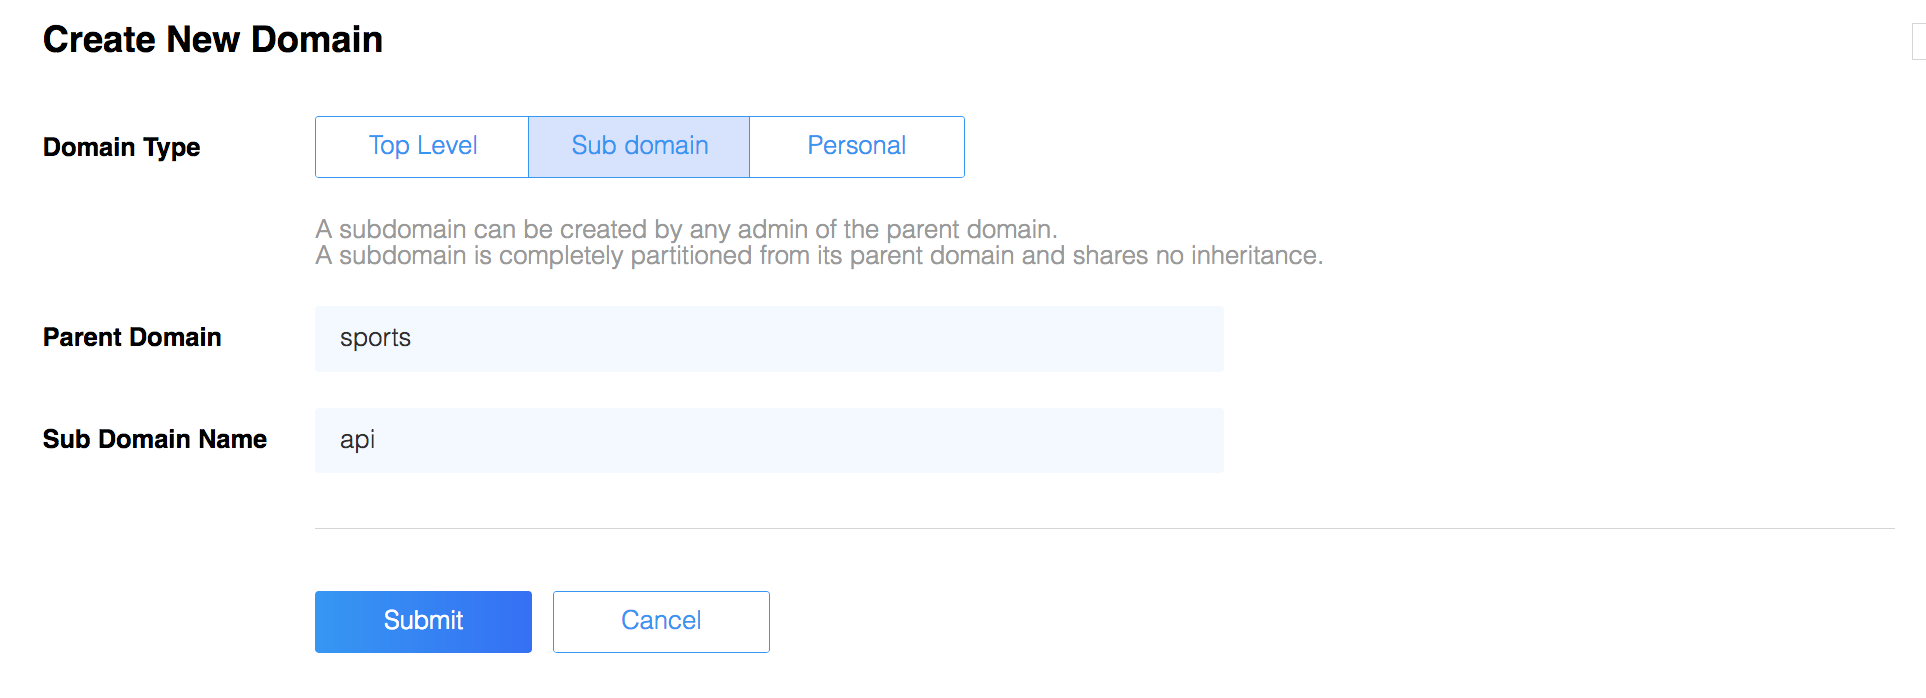 Create New Domain
Domain Type
Top Level
Sub domain
Personal
A subdomain can be created by any admin of the parent domain.
A subdomain is completely partitioned from its parent domain and shares no inheritance.
Parent Domain
sports
Sub Domain Name
api
Submit
Cancel